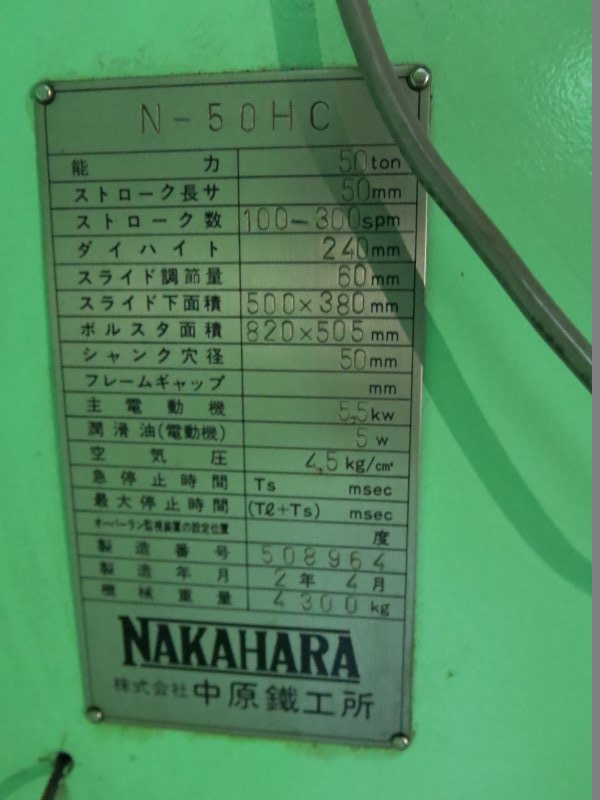 N-50HC
能力 50ton
ストローク長サ 50mm
ストローク数 100-300spm
ダイハイト 240mm
スライド調節量 60mm
スライド下面積 500×380mm
ボルスタ面積 820×505mm
シャンク穴径 50mm
フレームギャップ mm
主電動機 5,5kw
潤滑油(電動機) 5w
空気圧 4,5kg/cm²
急停止時間 Ts msec
最大停止時間 (Tℓ+Ts) msec
オーバーラン監視装置の設定位置 度
製造番号 508964
製造年月 2年4月
機械重量 4300kg
NAKAHARA
株式会社 中原鐵工所